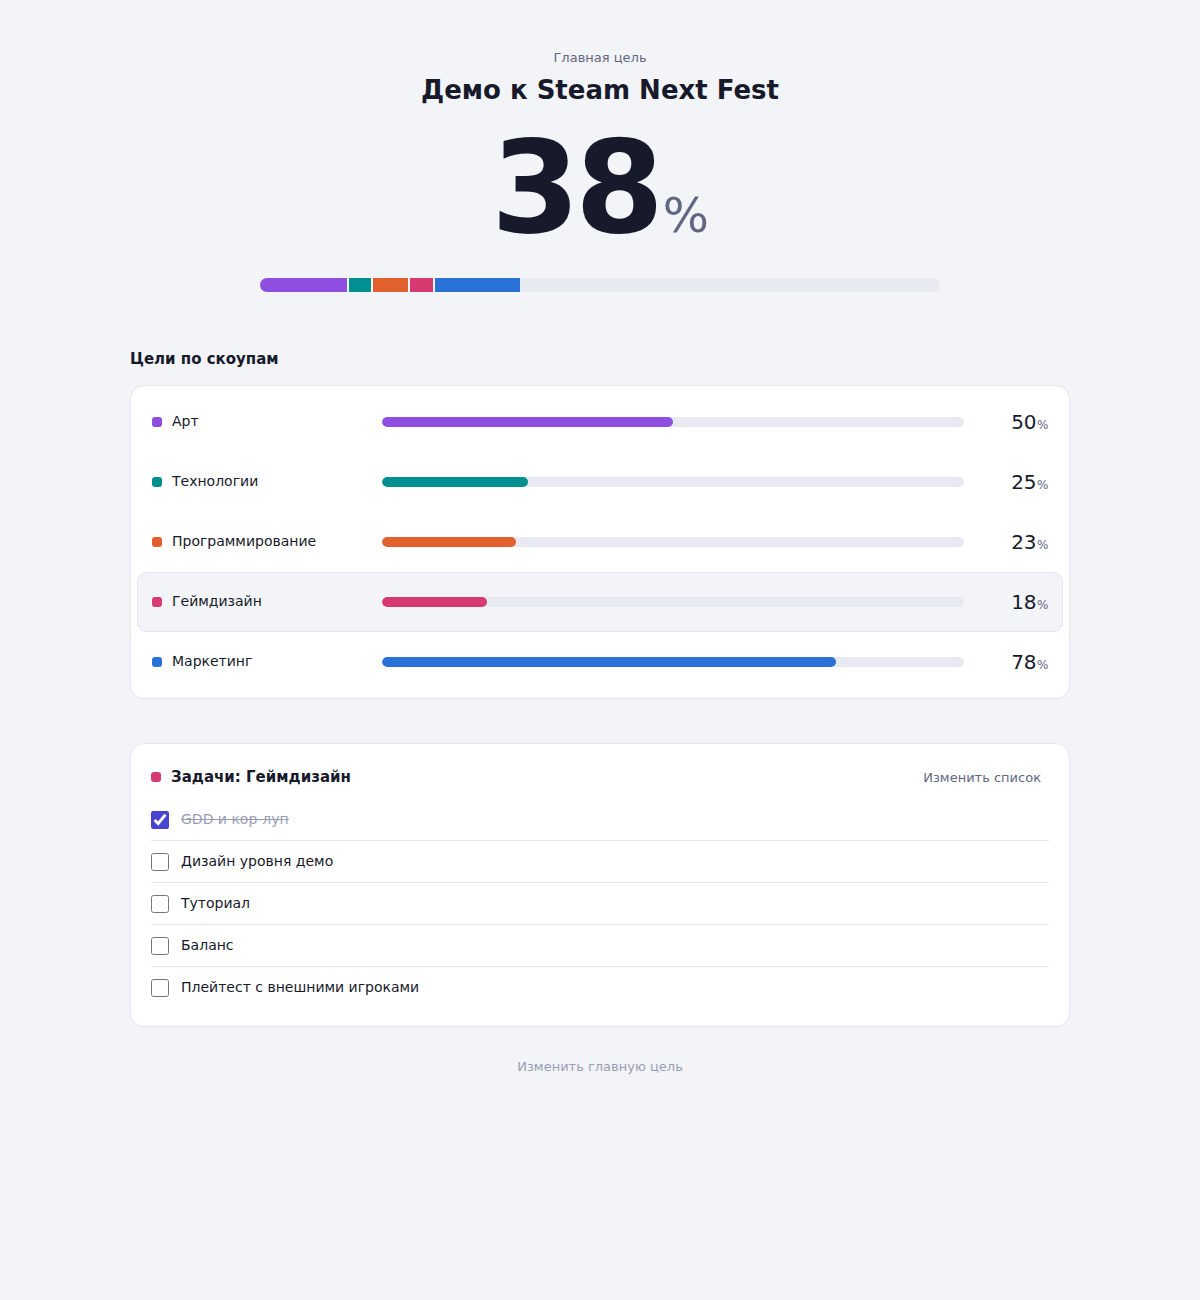 Главная цель
Демо к Steam Next Fest
38%
Цели по скоупам
Арт 50%
Технологии 25%
Программирование 23%
Геймдизайн 18%
Маркетинг 78%
Задачи: Геймдизайн Изменить список
GDD и кор-луп
Дизайн уровня демо
Туториал
Баланс
Плейтест с внешними игроками
Изменить главную цель